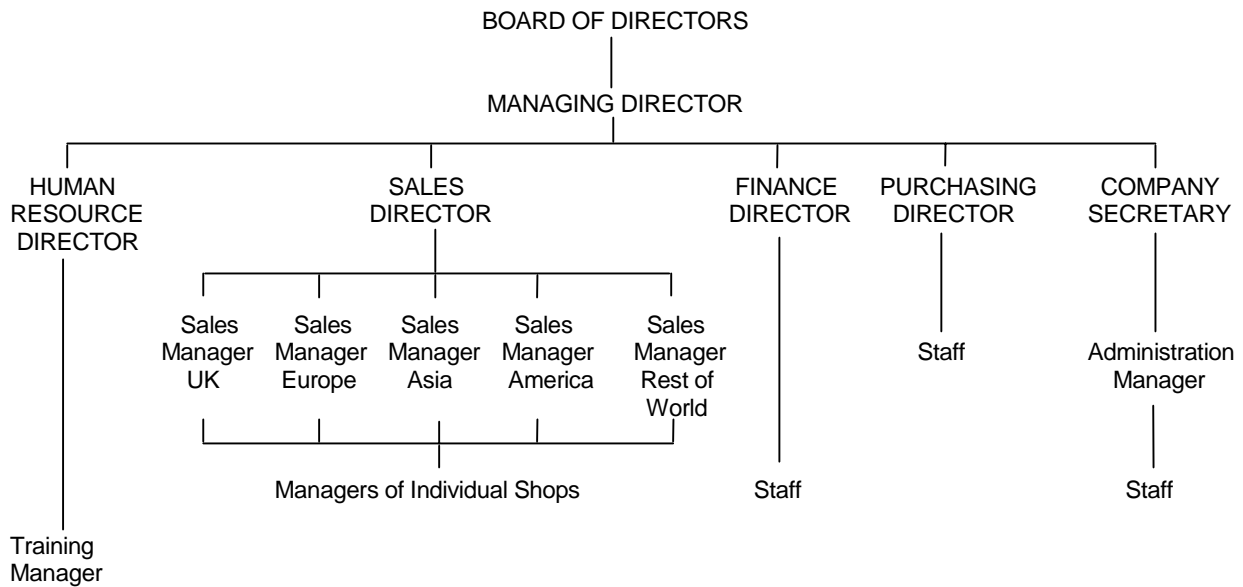 BOARD OF DIRECTORS
MANAGING DIRECTOR
HUMAN
RESOURCE
DIRECTOR
SALES
DIRECTOR
FINANCE
DIRECTOR
PURCHASING
DIRECTOR
COMPANY
SECRETARY
Sales
Manager
UK
Sales
Manager
Europe
Sales
Manager
Asia
Sales
Manager
America
Sales
Manager
Rest of
World
Staff
Administration
Manager
Managers of Individual Shops
Staff
Staff
Training
Manager